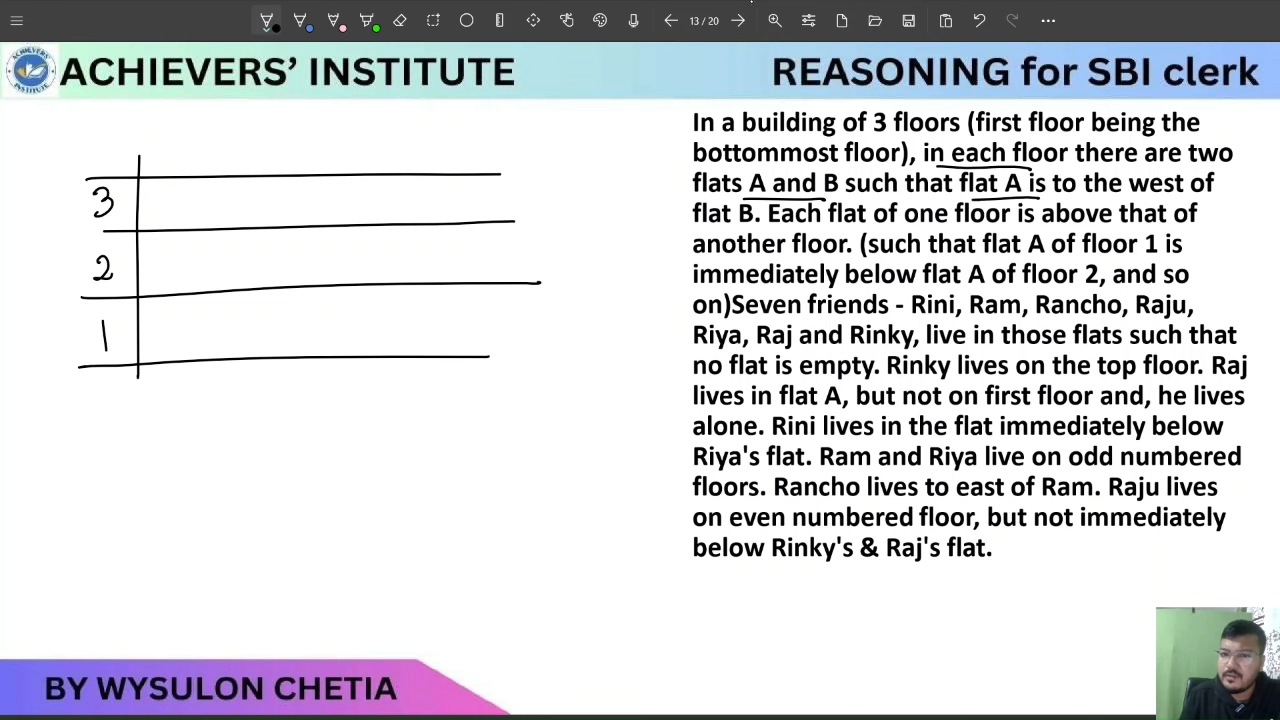 13 / 20
ACHIEVERS' INSTITUTE
REASONING for SBI clerk
3
2
1
In a building of 3 floors (first floor being the
bottommost floor), in each floor there are two
flats A and B such that flat A is to the west of
flat B. Each flat of one floor is above that of
another floor. (such that flat A of floor 1 is
immediately below flat A of floor 2, and so
on)Seven friends - Rini, Ram, Rancho, Raju,
Riya, Raj and Rinky, live in those flats such that
no flat is empty. Rinky lives on the top floor. Raj
lives in flat A, but not on first floor and, he lives
alone. Rini lives in the flat immediately below
Riya's flat. Ram and Riya live on odd numbered
floors. Rancho lives to east of Ram. Raju lives
on even numbered floor, but not immediately
below Rinky's & Raj's flat.
BY WYSULON CHETIA